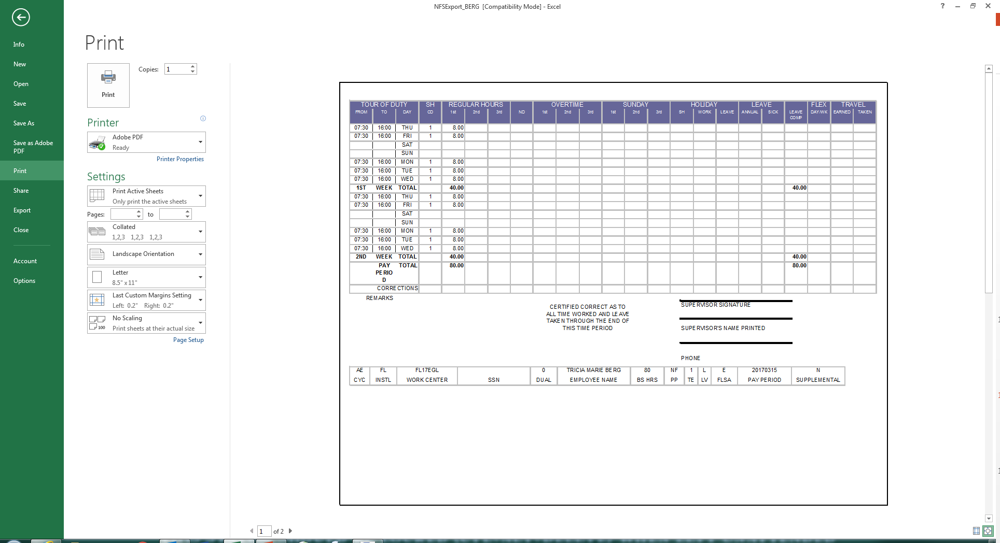 NFSExport_BERG [Compatibility Mode] - Excel
?
Info
New
Open
Save
Save As
Save as Adobe
PDF
Print
Share
Export
Close
Account
Options
Print
Print
Copies: 1
Printer
Adobe PDF
Ready
Printer Properties
Settings
Print Active Sheets
Only print the active sheets
Pages: to
Collated
1,2,3 1,2,3 1,2,3
Landscape Orientation
Letter
8.5" x 11"
Last Custom Margins Setting
Left: 0.2" Right: 0.2"
No Scaling
100 Print sheets at their actual size
Page Setup
TOUR OF DUTY SH REGULAR HOURS OVERTIME SUNDAY HOLIDAY LEAVE FLEX TRAVEL
FROM TO DAY CD 1st 2nd 3rd ND 1st 2nd 3rd 1st 2nd 3rd SH WORK LEAVE ANNUAL SICK LEAVE DAY/WK EARNED TAKEN
COMP
07:30 16:00 THU 1 8.00
07:30 16:00 FRI 1 8.00
SAT
SUN
07:30 16:00 MON 1 8.00
07:30 16:00 TUE 1 8.00
07:30 16:00 WED 1 8.00
1ST WEEK TOTAL 40.00 40.00
07:30 16:00 THU 1 8.00
07:30 16:00 FRI 1 8.00
SAT
SUN
07:30 16:00 MON 1 8.00
07:30 16:00 TUE 1 8.00
07:30 16:00 WED 1 8.00
2ND WEEK TOTAL 40.00 40.00
PAY TOTAL 80.00 80.00
PERIO
D
CORRECTIONS
REMARKS
CERTIFIED CORRECT AS TO
ALL TIME WORKED AND LEAVE
TAKEN THROUGH THE END OF
THIS TIME PERIOD
SUPERVISOR SIGNATURE
SUPERVISOR'S NAME PRINTED
PHONE
AE FL FL17EGL 0 TRICIA MARIE BERG 80 NF 1 L E 20170315 N
CYC INSTL WORK CENTER SSN DUAL EMPLOYEE NAME BS HRS PP TE LV FLSA PAY PERIOD SUPPLEMENTAL
1 of 2